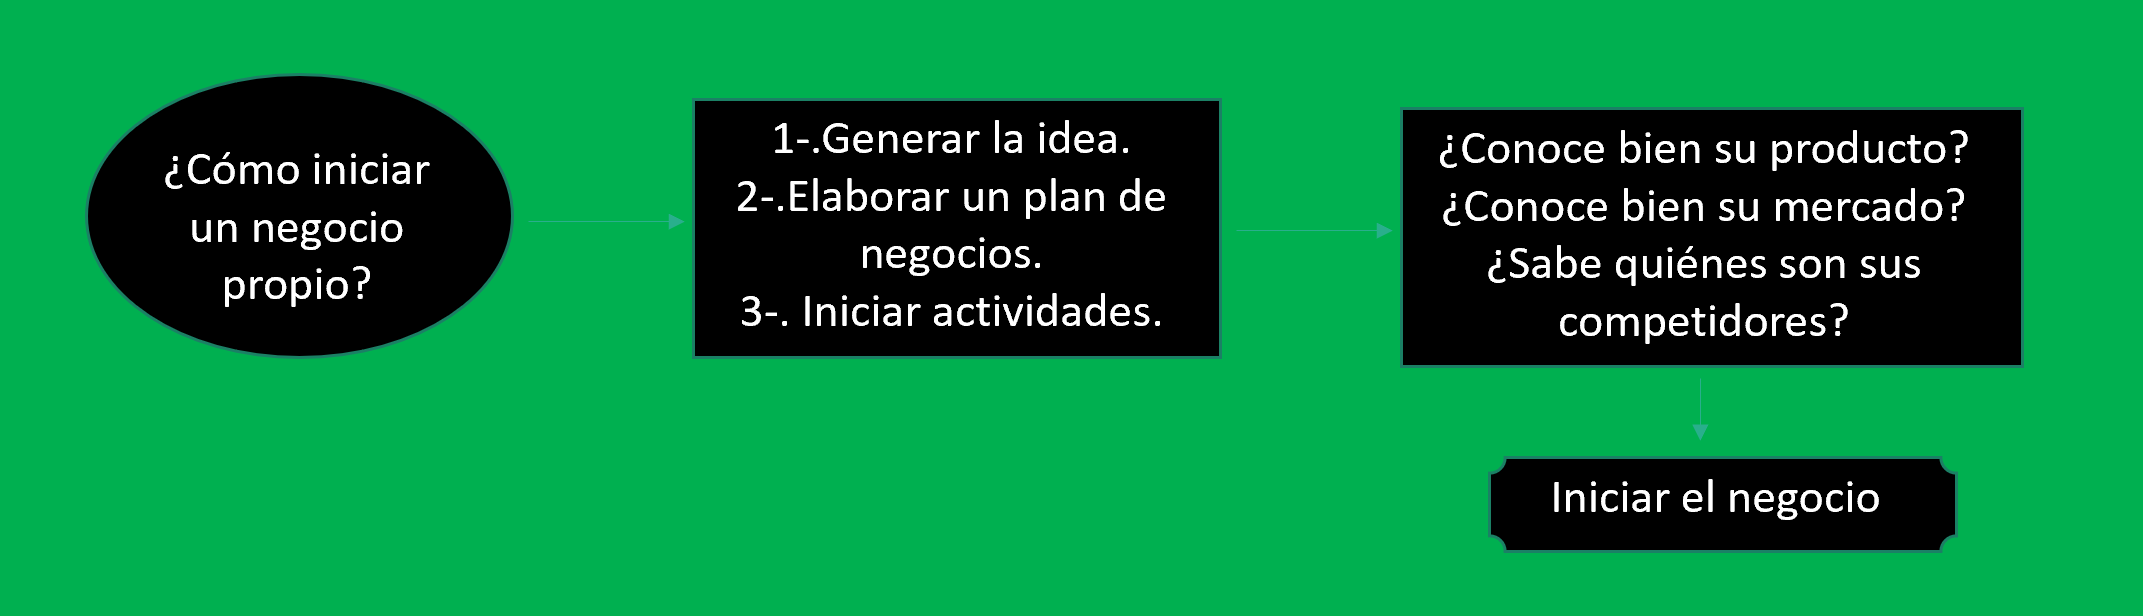 ¿Cómo iniciar
un negocio
propio?
1-.Generar la idea.
2-.Elaborar un plan de
negocios.
3-. Iniciar actividades.
¿Conoce bien su producto?
¿Conoce bien su mercado?
¿Sabe quiénes son sus
competidores?
Iniciar el negocio